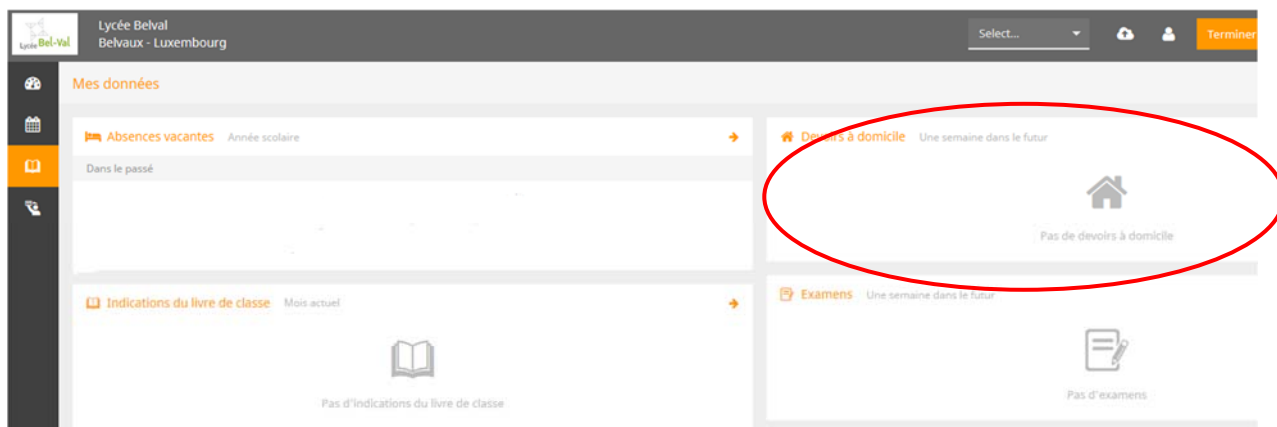 Lycée Bel-Val
Lycée Belval
Belvaux - Luxembourg
Select...
Terminer
Mes données
Absences vacantes Année scolaire
Dans le passé
Devoirs à domicile Une semaine dans le futur
Pas de devoirs à domicile
Indications du livre de classe Mois actuel
Pas d'indications du livre de classe
Examens Une semaine dans le futur
Pas d'examens